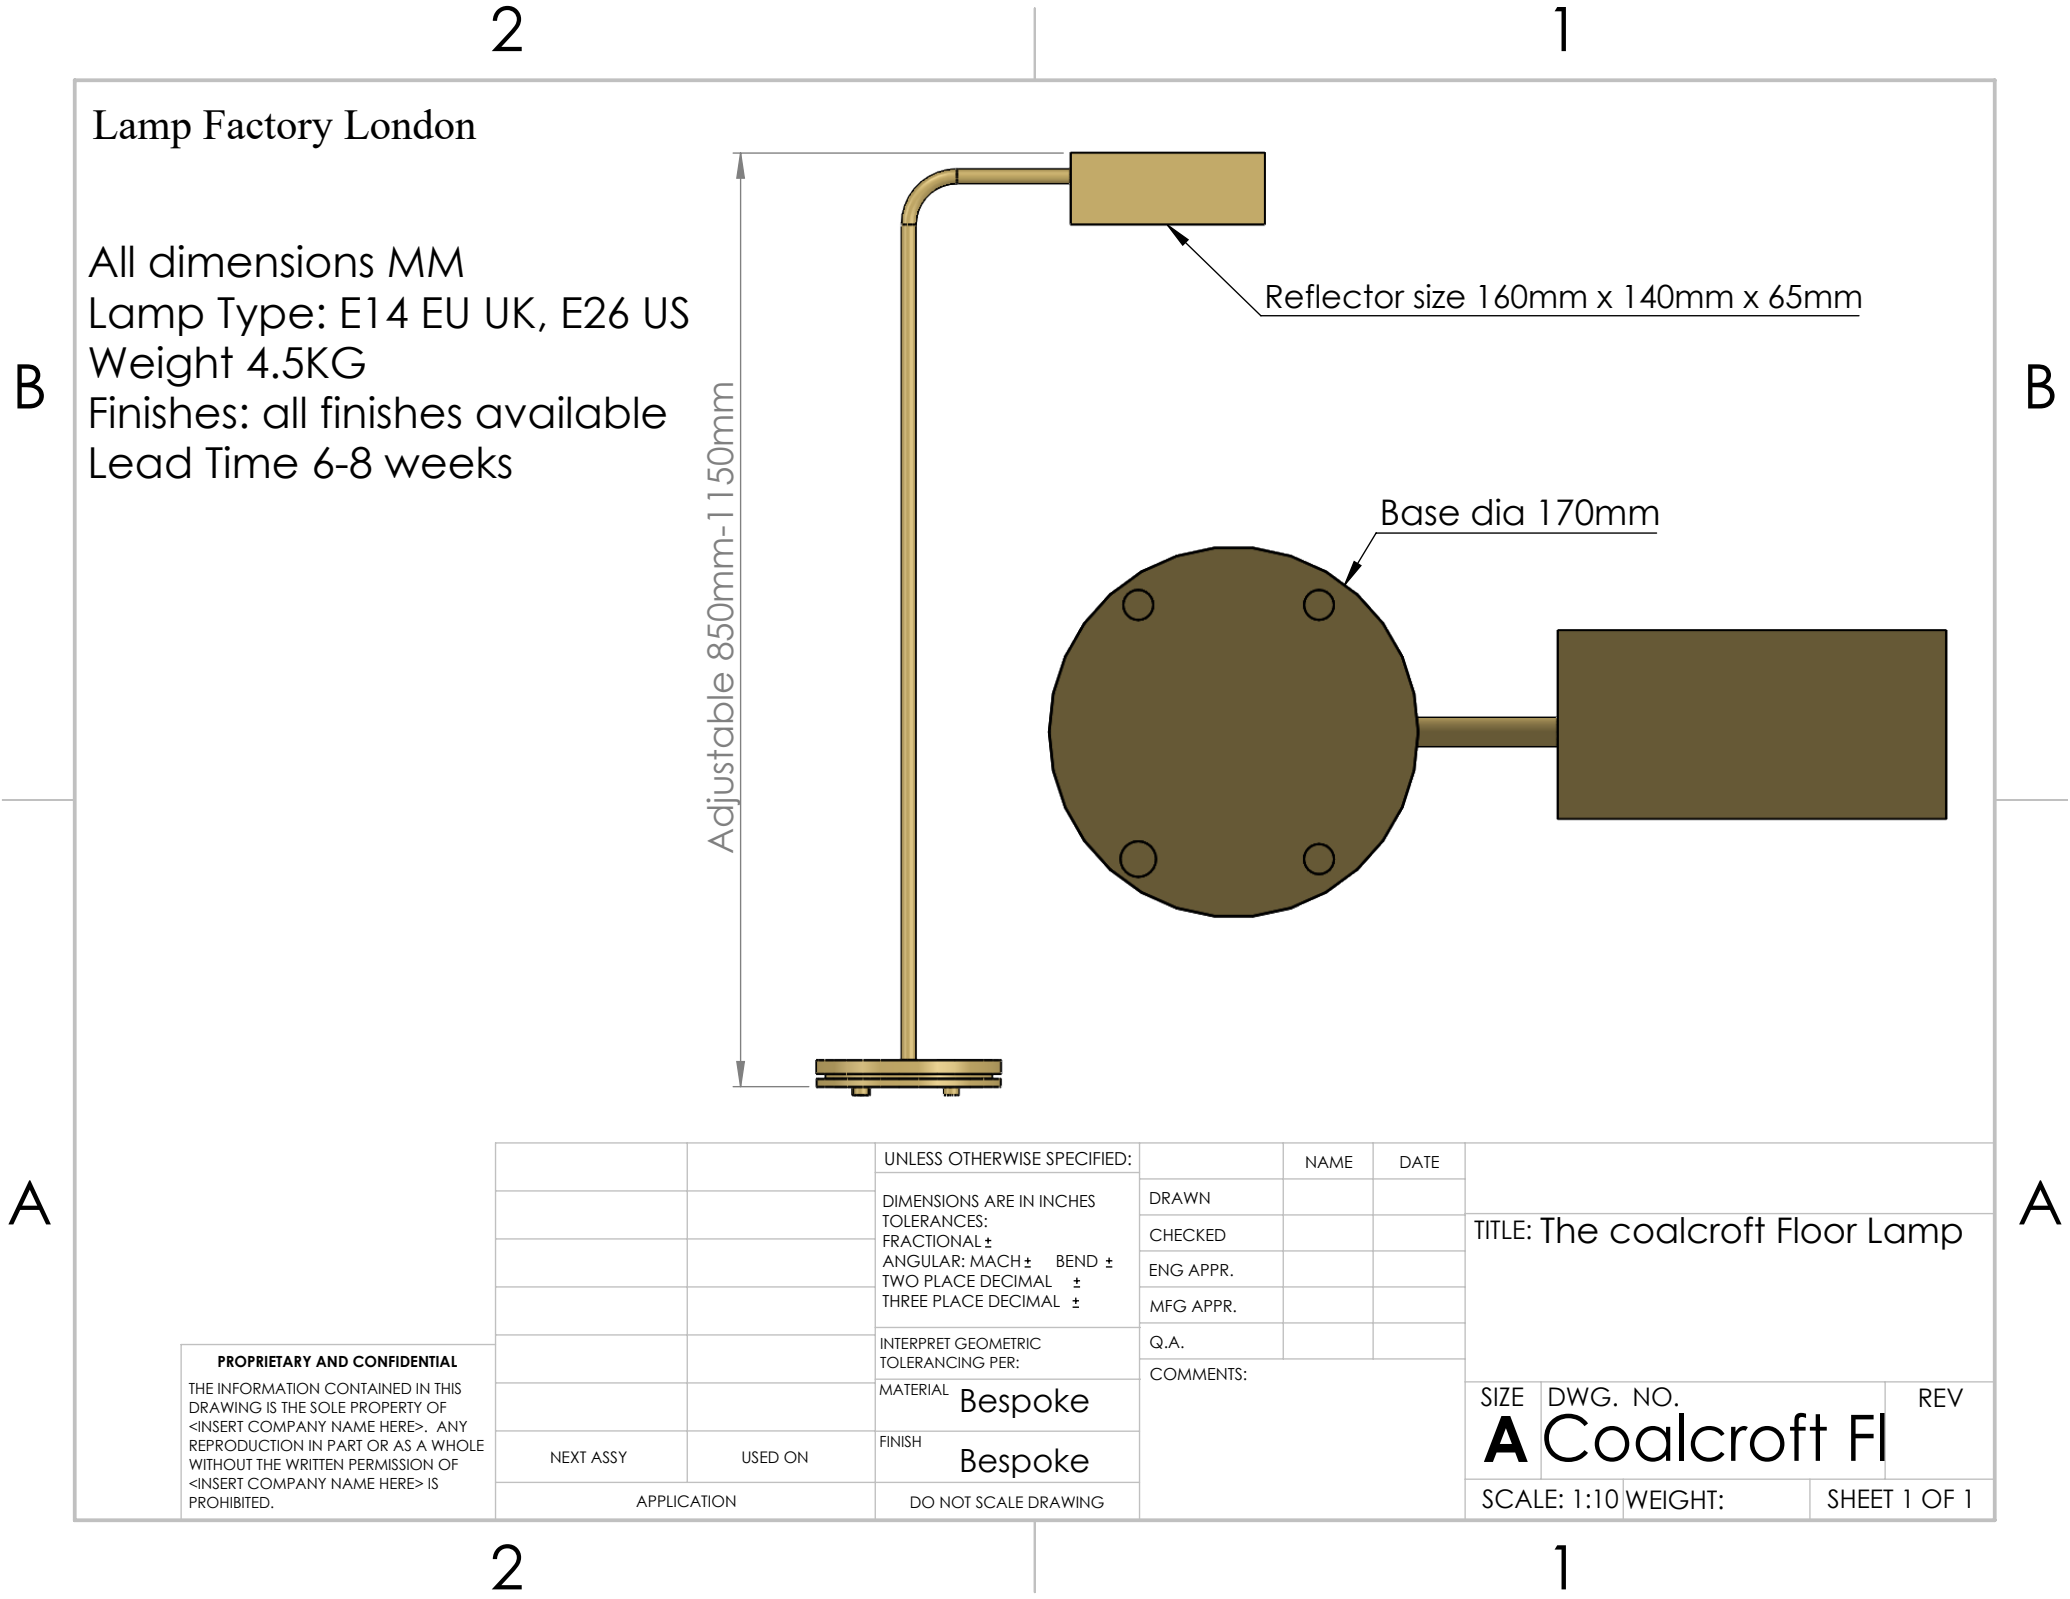 2
1
Lamp Factory London
All dimensions MM
Lamp Type: E14 EU UK, E26 US
Weight 4.5KG
Finishes: all finishes available
Lead Time 6-8 weeks
Adjustable 850mm-1150mm
Reflector size 160mm x 140mm x 65mm
Base dia 170mm
B
B
A
A
UNLESS OTHERWISE SPECIFIED:
DIMENSIONS ARE IN INCHES
TOLERANCES:
FRACTIONAL ±
ANGULAR: MACH ± BEND ±
TWO PLACE DECIMAL ±
THREE PLACE DECIMAL ±
INTERPRET GEOMETRIC
TOLERANCING PER:
MATERIAL
Bespoke
FINISH
Bespoke
DO NOT SCALE DRAWING
NAME
DATE
DRAWN
CHECKED
ENG APPR.
MFG APPR.
Q.A.
COMMENTS:
TITLE: The coalcroft Floor Lamp
SIZE
DWG. NO.
REV
A
Coalcroft Fl
SCALE: 1:10
WEIGHT:
SHEET 1 OF 1
PROPRIETARY AND CONFIDENTIAL
THE INFORMATION CONTAINED IN THIS
DRAWING IS THE SOLE PROPERTY OF
<INSERT COMPANY NAME HERE>. ANY
REPRODUCTION IN PART OR AS A WHOLE
WITHOUT THE WRITTEN PERMISSION OF
<INSERT COMPANY NAME HERE> IS
PROHIBITED.
NEXT ASSY
USED ON
APPLICATION
2
1